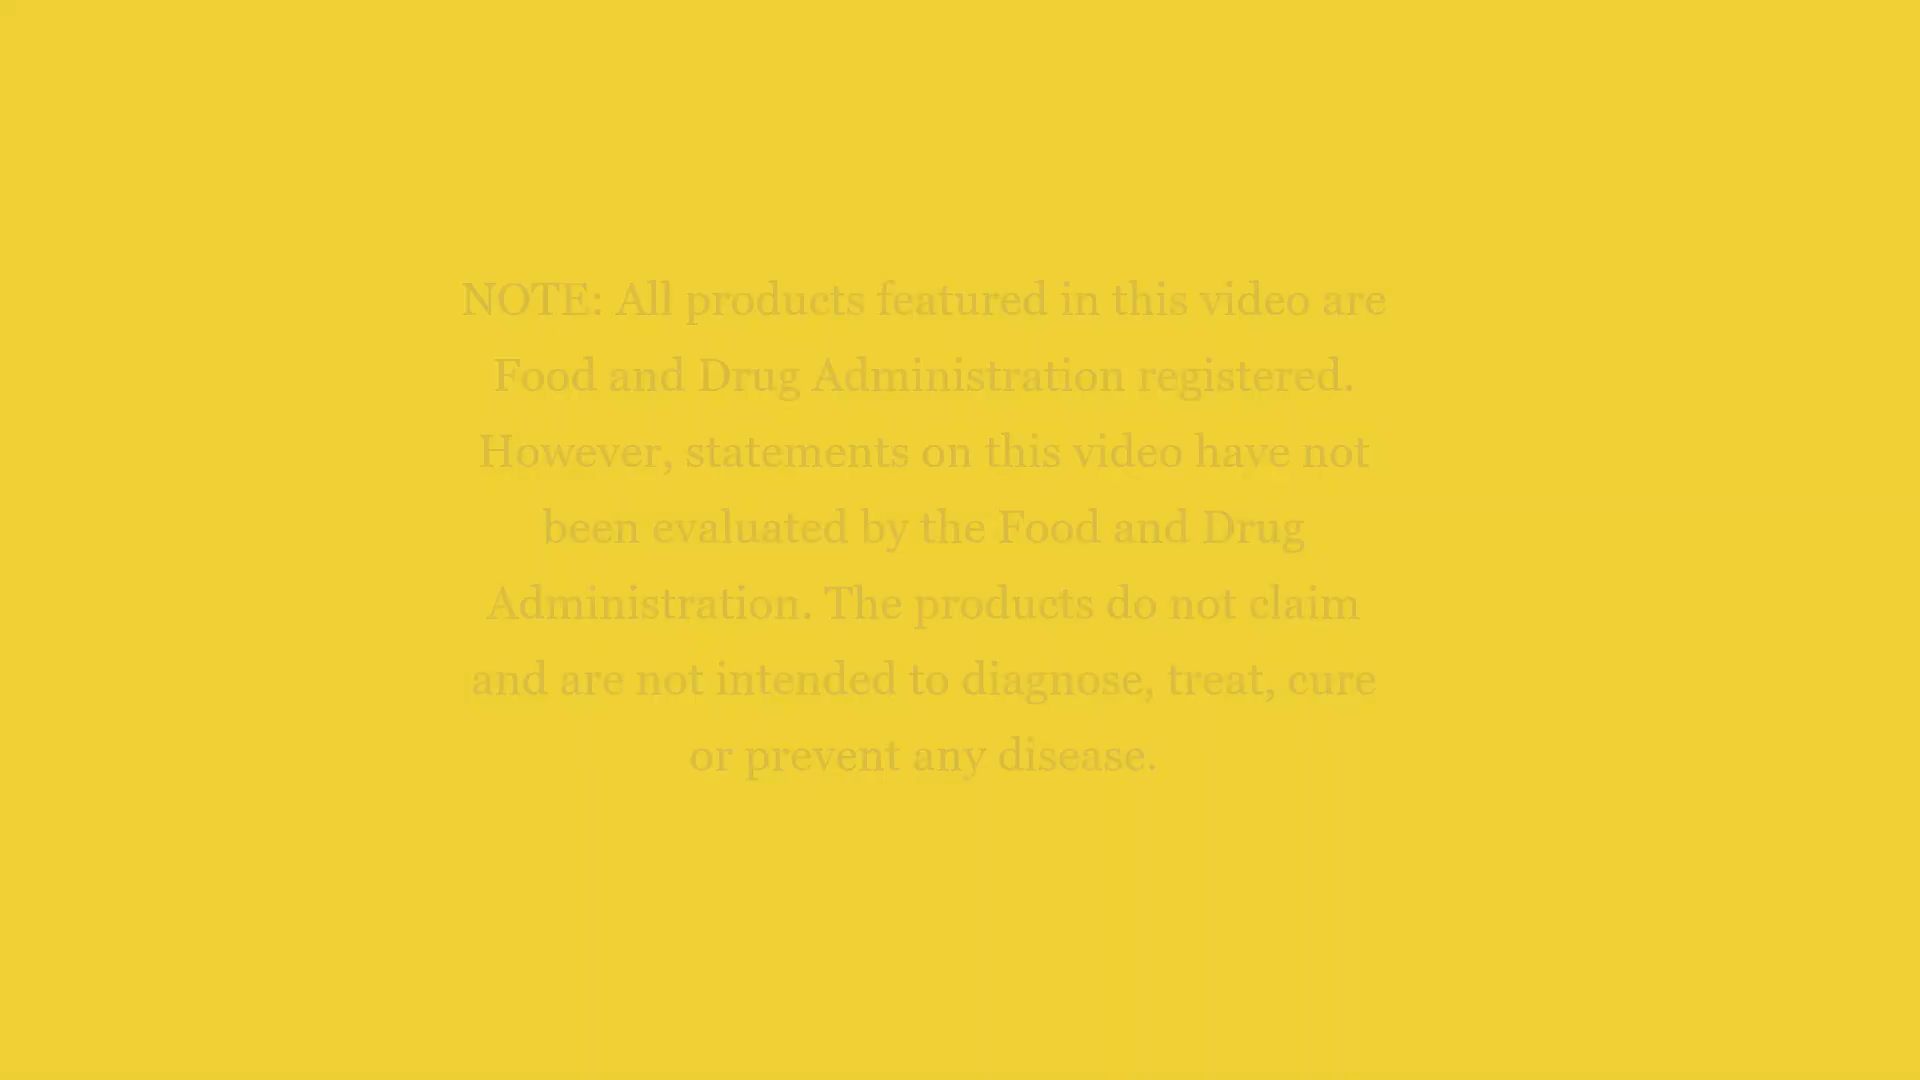 NOTE: All products featured in this video are
Food and Drug Administration registered.
However, statements on this video have not
been evaluated by the Food and Drug
Administration. The products do not claim
and are not intended to diagnose, treat, cure
or prevent any disease.